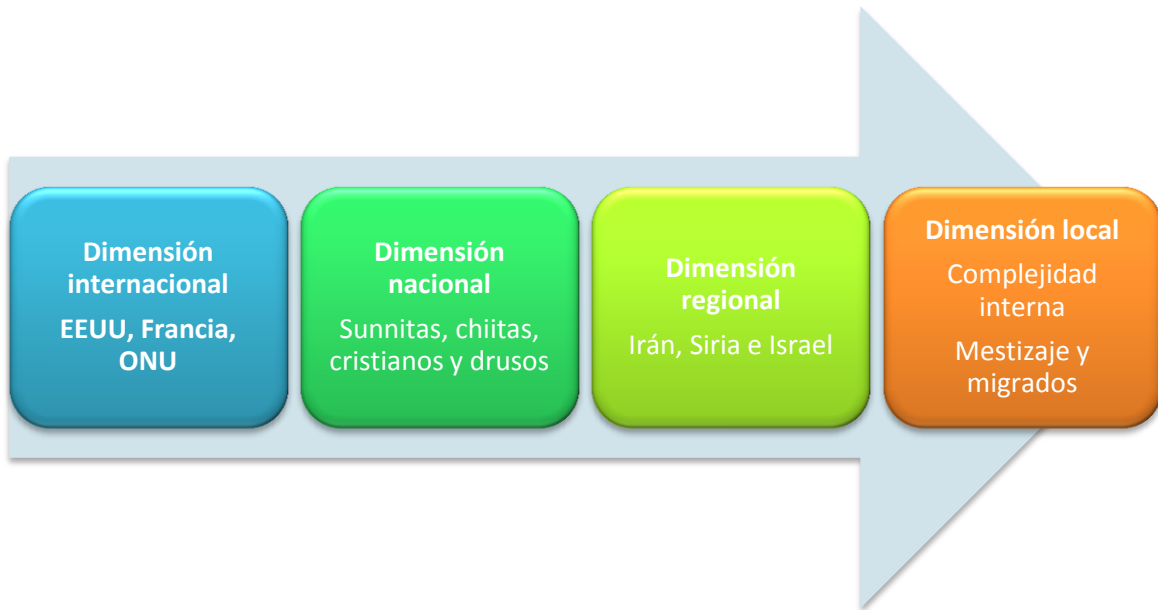 Dimensión
internacional
EEUU, Francia,
ONU
Dimensión
nacional
Sunnitas, chiitas,
cristianos y drusos
Dimensión
regional
Irán, Siria e Israel
Dimensión local
Complejidad
interna
Mestizaje y
migrados